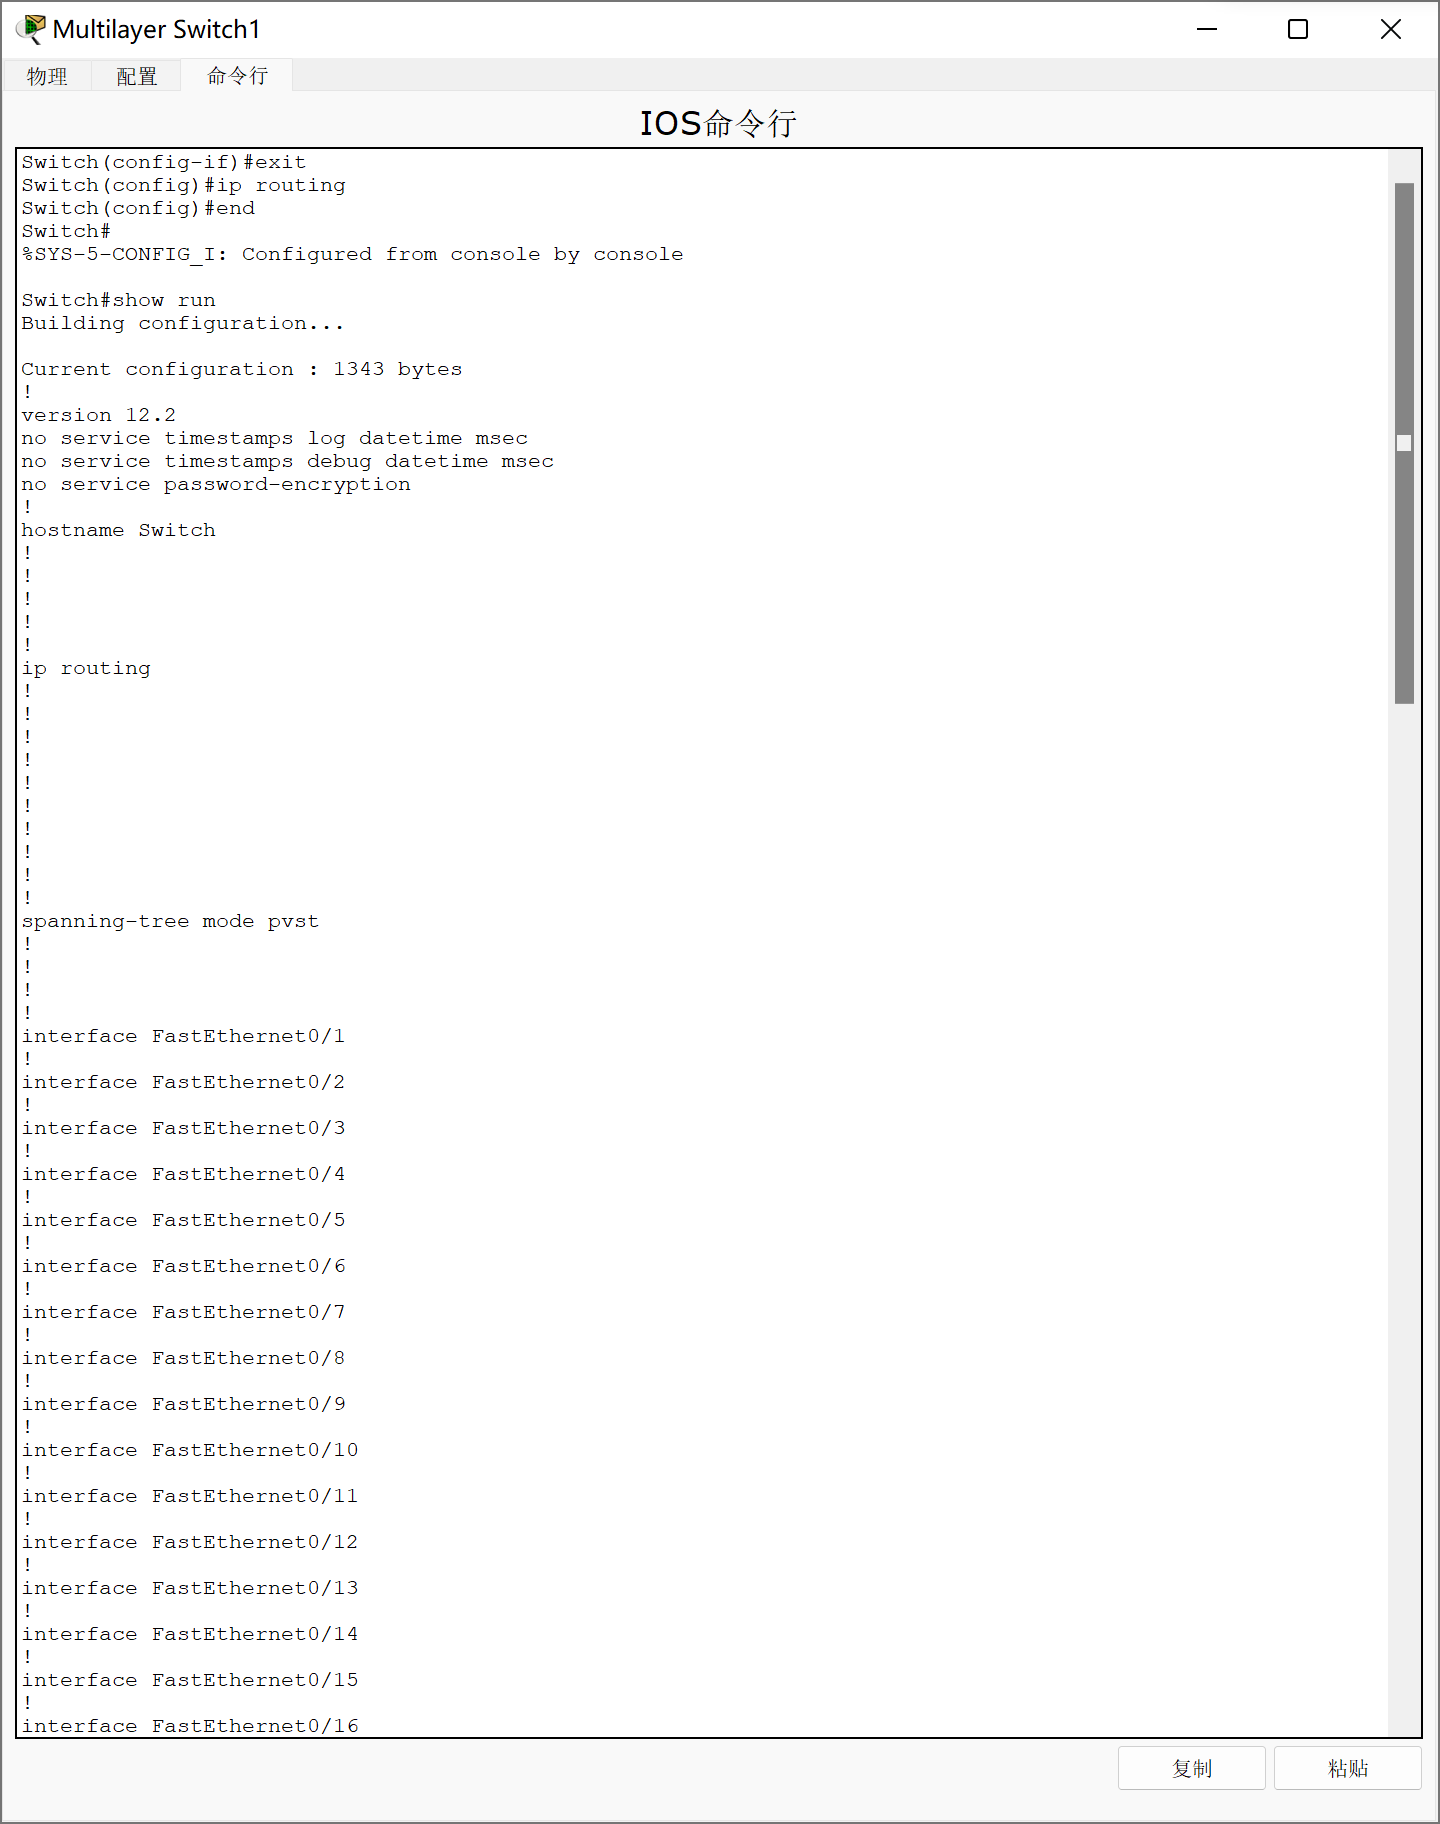 Multilayer Switch1
物理 配置 命令行
IOS命令行
Switch(config-if)#exit
Switch(config)#ip routing
Switch(config)#end
Switch#
%SYS-5-CONFIG_I: Configured from console by console
Switch#show run
Building configuration...
Current configuration : 1343 bytes
!
version 12.2
no service timestamps log datetime msec
no service timestamps debug datetime msec
no service password-encryption
!
hostname Switch
!
!
!
!
!
ip routing
!
!
!
!
!
!
!
!
!
!
spanning-tree mode pvst
!
!
!
!
interface FastEthernet0/1
!
interface FastEthernet0/2
!
interface FastEthernet0/3
!
interface FastEthernet0/4
!
interface FastEthernet0/5
!
interface FastEthernet0/6
!
interface FastEthernet0/7
!
interface FastEthernet0/8
!
interface FastEthernet0/9
!
interface FastEthernet0/10
!
interface FastEthernet0/11
!
interface FastEthernet0/12
!
interface FastEthernet0/13
!
interface FastEthernet0/14
!
interface FastEthernet0/15
!
interface FastEthernet0/16
复制 粘贴